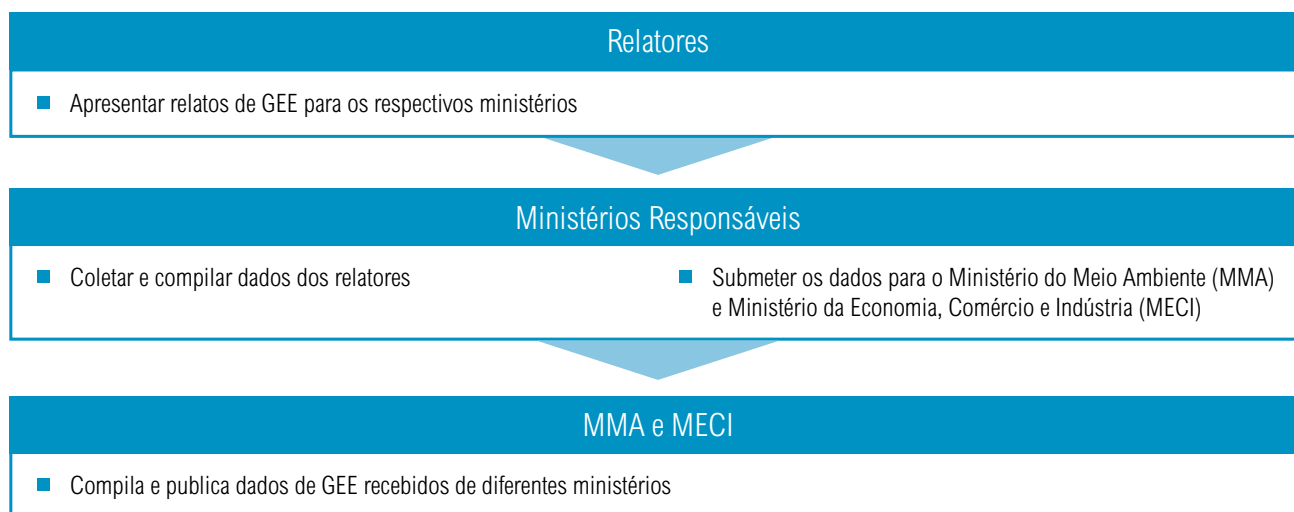 Relatores
Apresentar relatos de GEE para os respectivos ministérios
Ministérios Responsáveis
Coletar e compilar dados dos relatores
Submeter os dados para o Ministério do Meio Ambiente (MMA)
e Ministério da Economia, Comércio e Indústria (MECI)
MMA e MECI
Compila e publica dados de GEE recebidos de diferentes ministérios